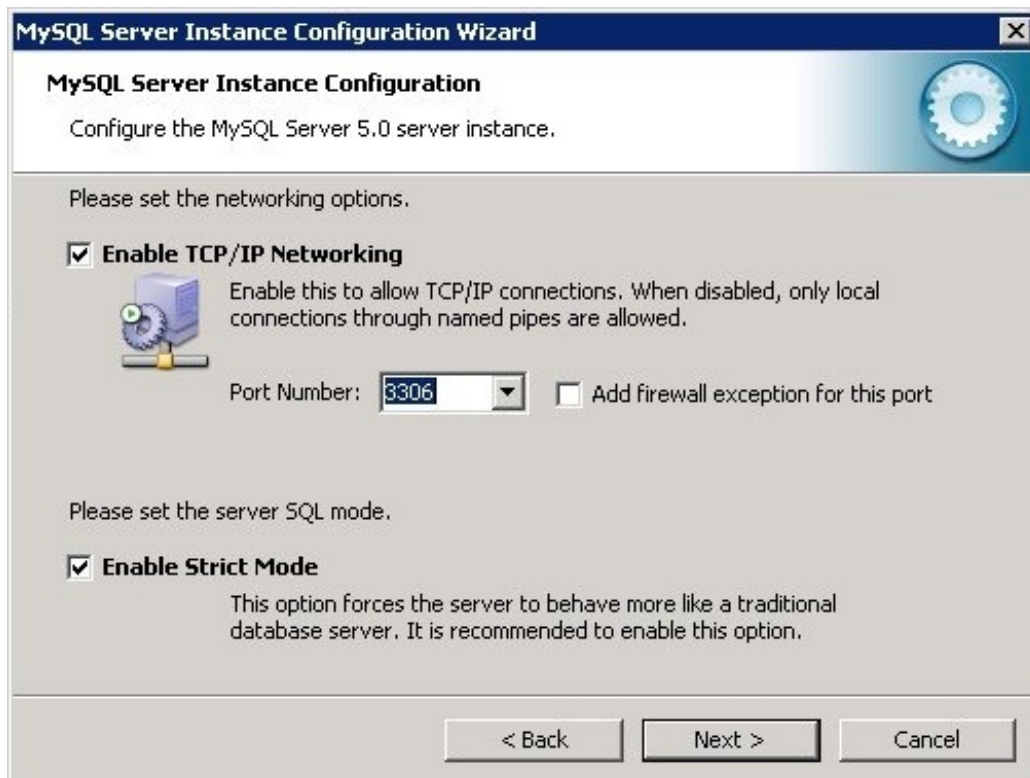 MySQL Server Instance Configuration Wizard
MySQL Server Instance Configuration
Configure the MySQL Server 5.0 server instance.
Please set the networking options.
Enable TCP/IP Networking
Enable this to allow TCP/IP connections. When disabled, only local
connections through named pipes are allowed.
Port Number: 3306 Add firewall exception for this port
Please set the server SQL mode.
Enable Strict Mode
This option forces the server to behave more like a traditional
database server. It is recommended to enable this option.
< Back Next > Cancel